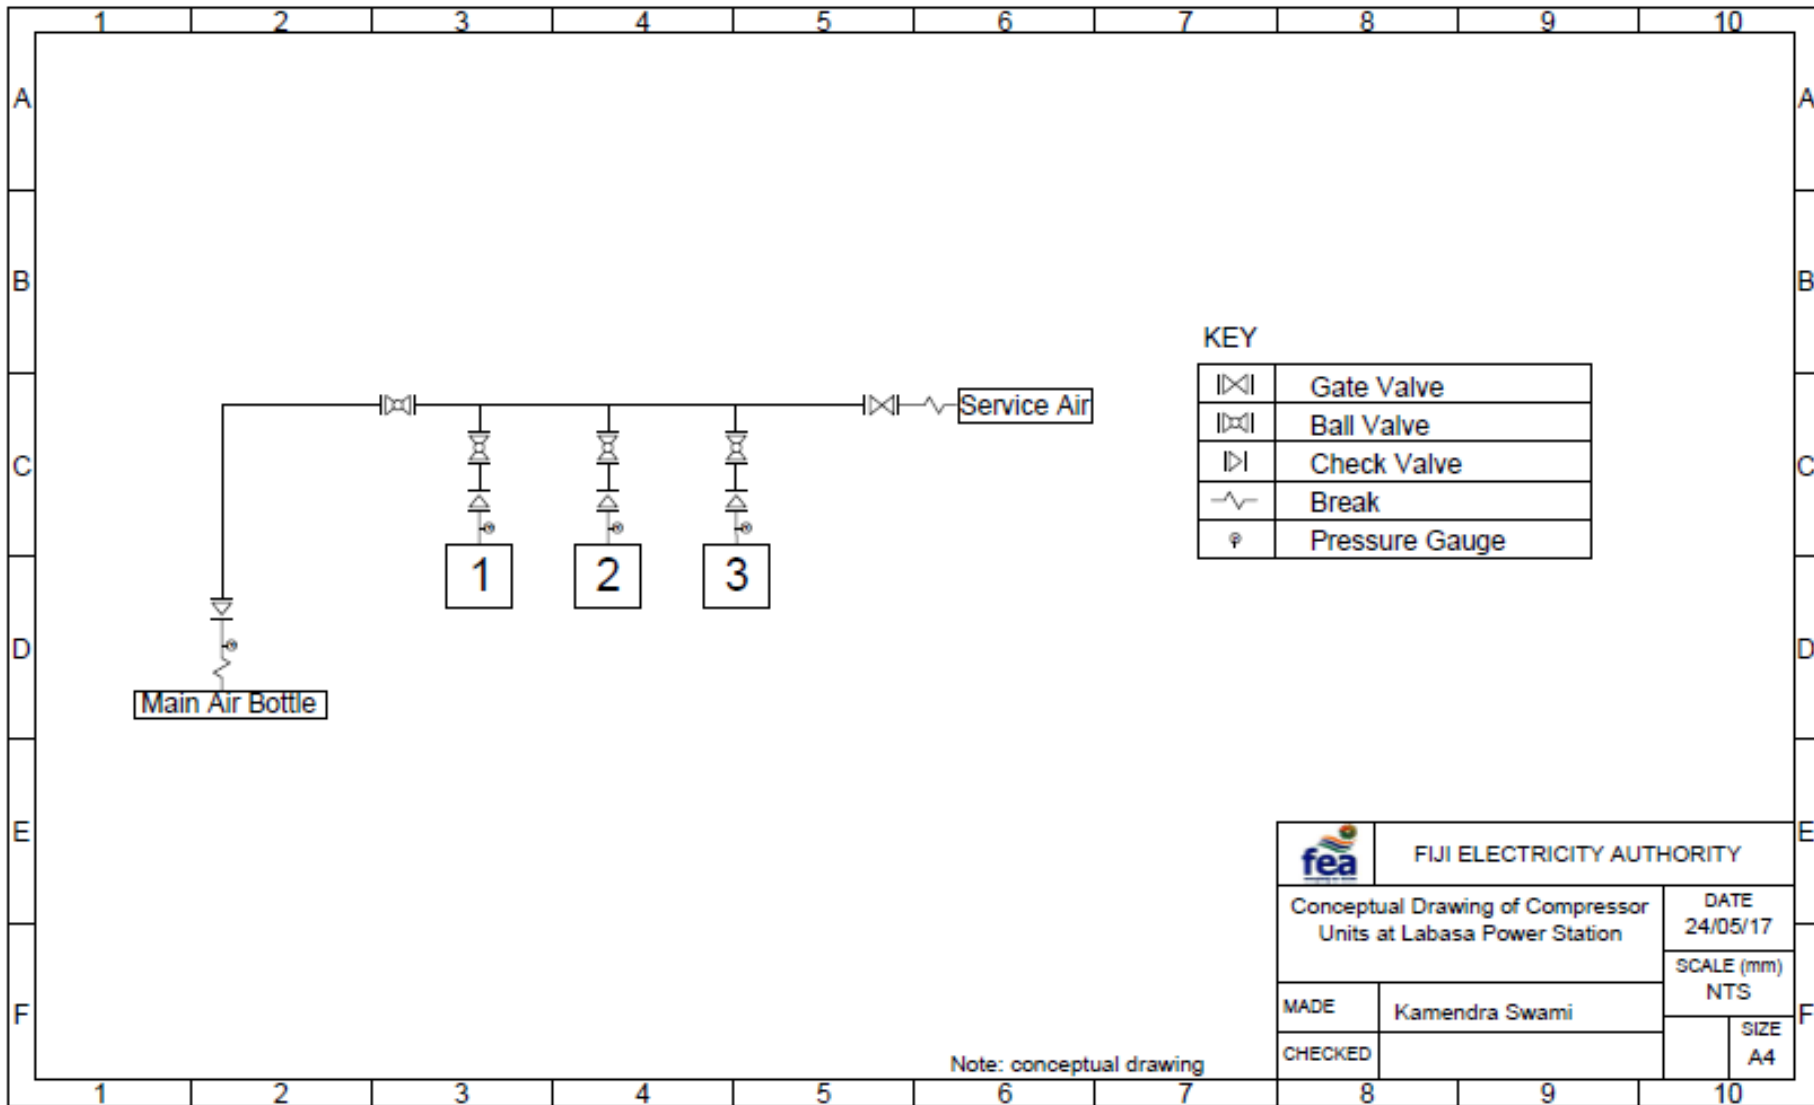 1 2 3 4 5 6 7 8 9 10
A A
B B
KEY
Gate Valve
Ball Valve
Check Valve
Break
Pressure Gauge
Service Air
C C
1 2 3
D D
Main Air Bottle
E E
fea
FIJI ELECTRICITY AUTHORITY
Conceptual Drawing of Compressor
Units at Labasa Power Station
DATE
24/05/17
SCALE (mm)
NTS
F F
MADE
Kamendra Swami
SIZE
A4
CHECKED
Note: conceptual drawing
1 2 3 4 5 6 7 8 9 10